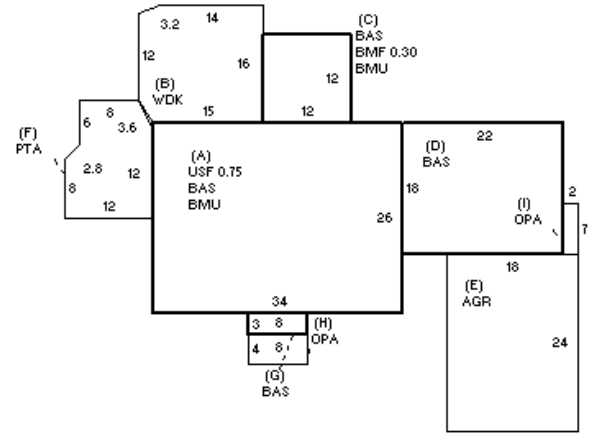 3.2 14
(C)
BAS
BMF 0.30
BMU
12 16
(B)
WDK
12
12
15
8
6 3.6
(F)
PTA
2.8 12
8
12
(A)
USF 0.75
BAS
BMU
26
34
22
(D)
BAS
18
2
(I)
OPA
7
18
(E)
AGR
24
3 8
(H)
OPA
4 8
(G)
BAS